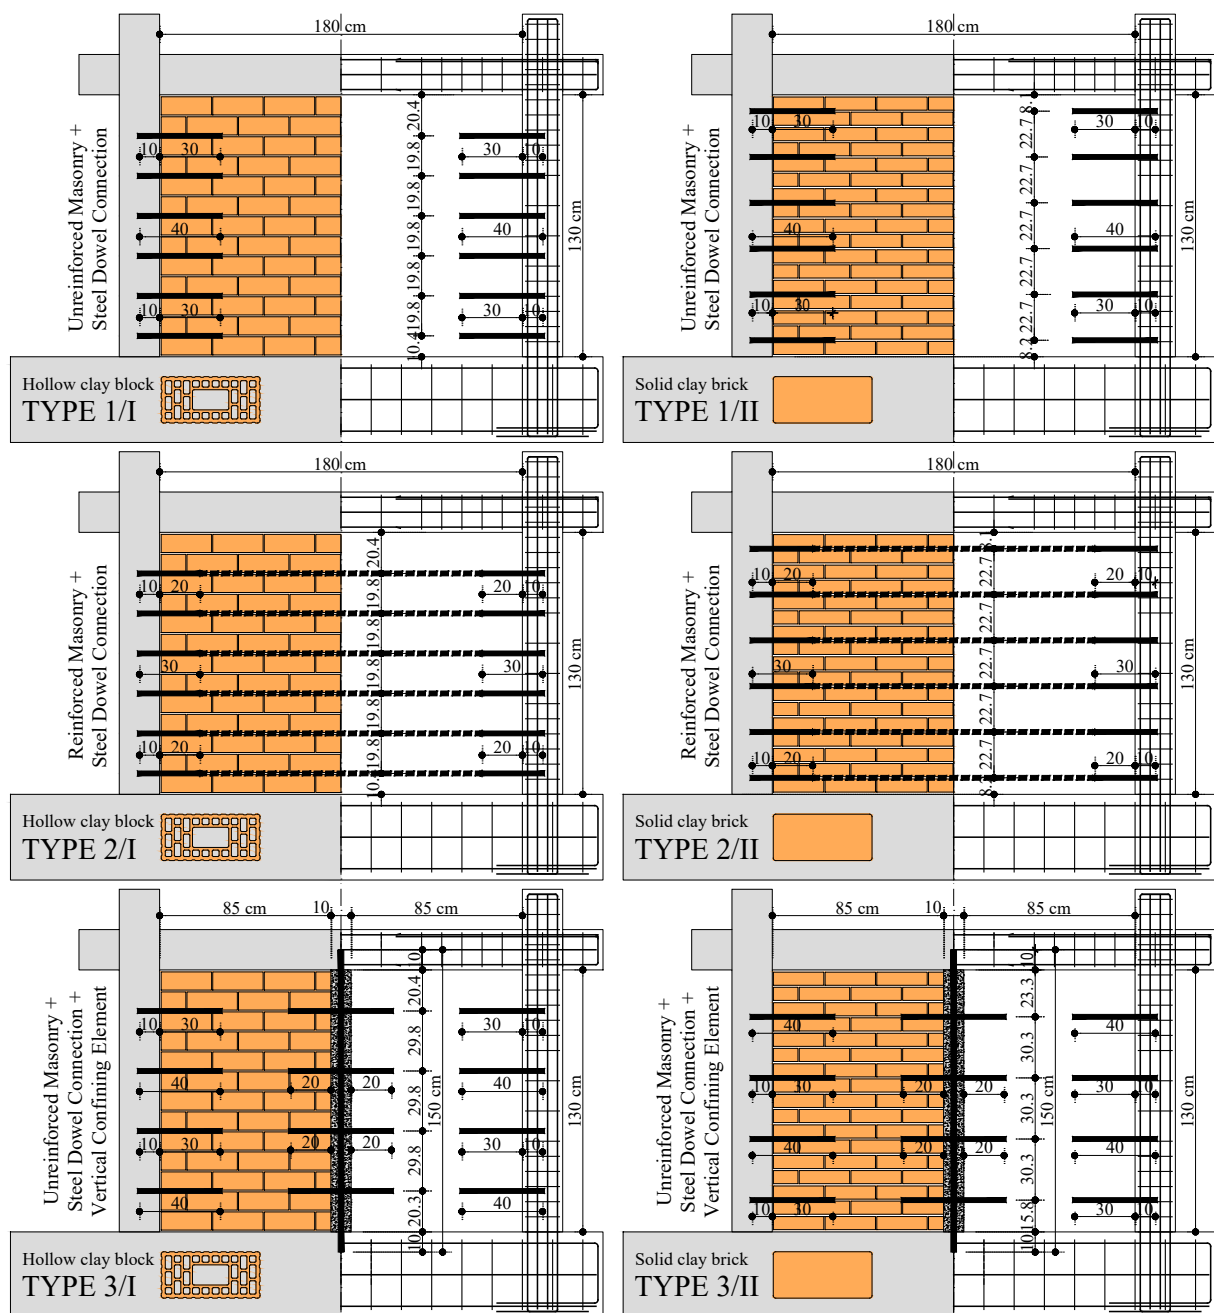 180 cm
Unreinforced Masonry +
Steel Dowel Connection
10
30
40
10
30
20.4
19.8
19.8
19.8
19.8
19.8
10.4
30
10
40
30
10
130 cm
Hollow clay block
TYPE 1/I
180 cm
Unreinforced Masonry +
Steel Dowel Connection
10
30
40
10
30
8.1
22.7
22.7
22.7
22.7
22.7
8.2
30
10
40
30
10
130 cm
Solid clay brick
TYPE 1/II
180 cm
Reinforced Masonry +
Steel Dowel Connection
10
20
30
10
20
20.4
19.8
19.8
19.8
19.8
19.8
10.4
20
10
30
20
10
130 cm
Hollow clay block
TYPE 2/I
180 cm
Reinforced Masonry +
Steel Dowel Connection
10
20
30
10
20
8.1
22.7
22.7
22.7
22.7
22.7
8.2
20
10
30
20
10
130 cm
Solid clay brick
TYPE 2/II
85 cm
10
85 cm
Unreinforced Masonry +
Steel Dowel Connection +
Vertical Confining Element
10
30
40
10
30
40
20
20
20
20
10
20.4
29.8
29.8
29.8
20.3
10
150 cm
30
10
40
30
10
40
130 cm
Hollow clay block
TYPE 3/I
85 cm
10
85 cm
Unreinforced Masonry +
Steel Dowel Connection +
Vertical Confining Element
40
10
30
40
10
30
20
20
20
20
10
23.3
30.3
30.3
30.3
15.8
10
150 cm
40
30
10
40
30
10
130 cm
Solid clay brick
TYPE 3/II